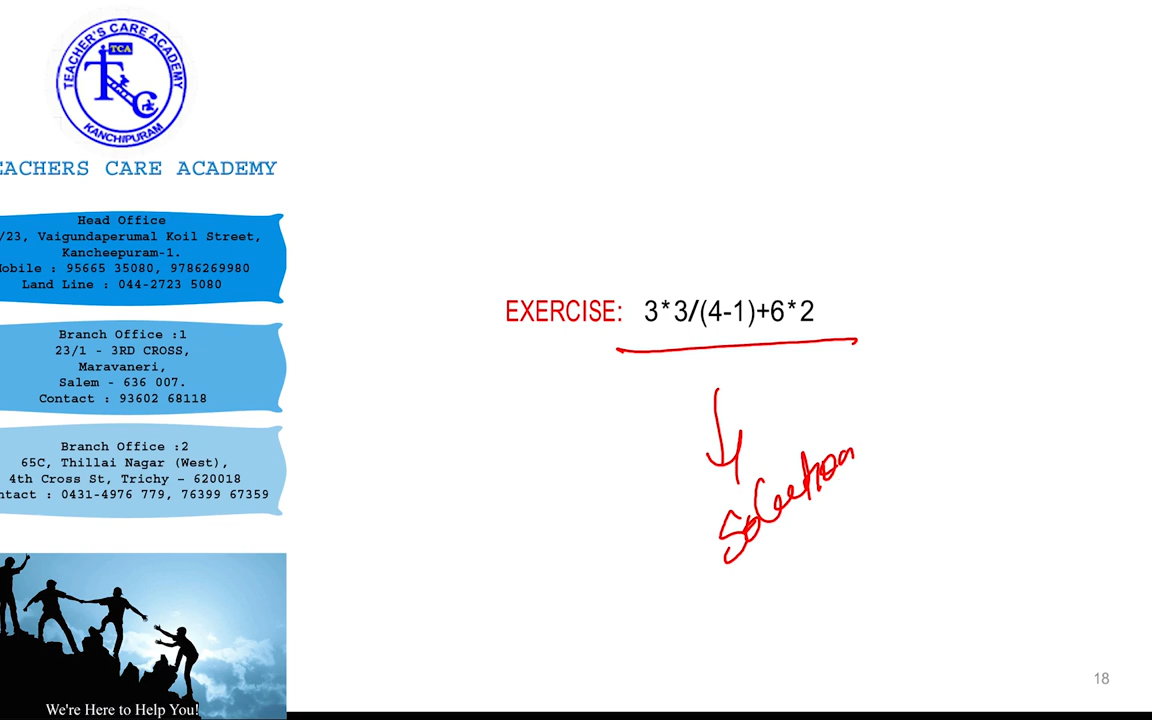 TEACHER'S CARE ACADEMY
TCA
KANCHIPURAM
EACHERS CARE ACADEMY
Head Office
/23, Vaigundaperumal Koil Street,
Kancheepuram-1.
obile : 95665 35080, 9786269980
Land Line : 044-2723 5080
Branch Office :1
23/1 - 3RD CROSS,
Maravaneri,
Salem - 636 007.
Contact : 93602 68118
Branch Office :2
65C, Thillai Nagar (West),
4th Cross St, Trichy – 620018
ntact : 0431-4976 779, 76399 67359
We're Here to Help You!
EXERCISE: 3*3/(4-1)+6*2
Solution
18